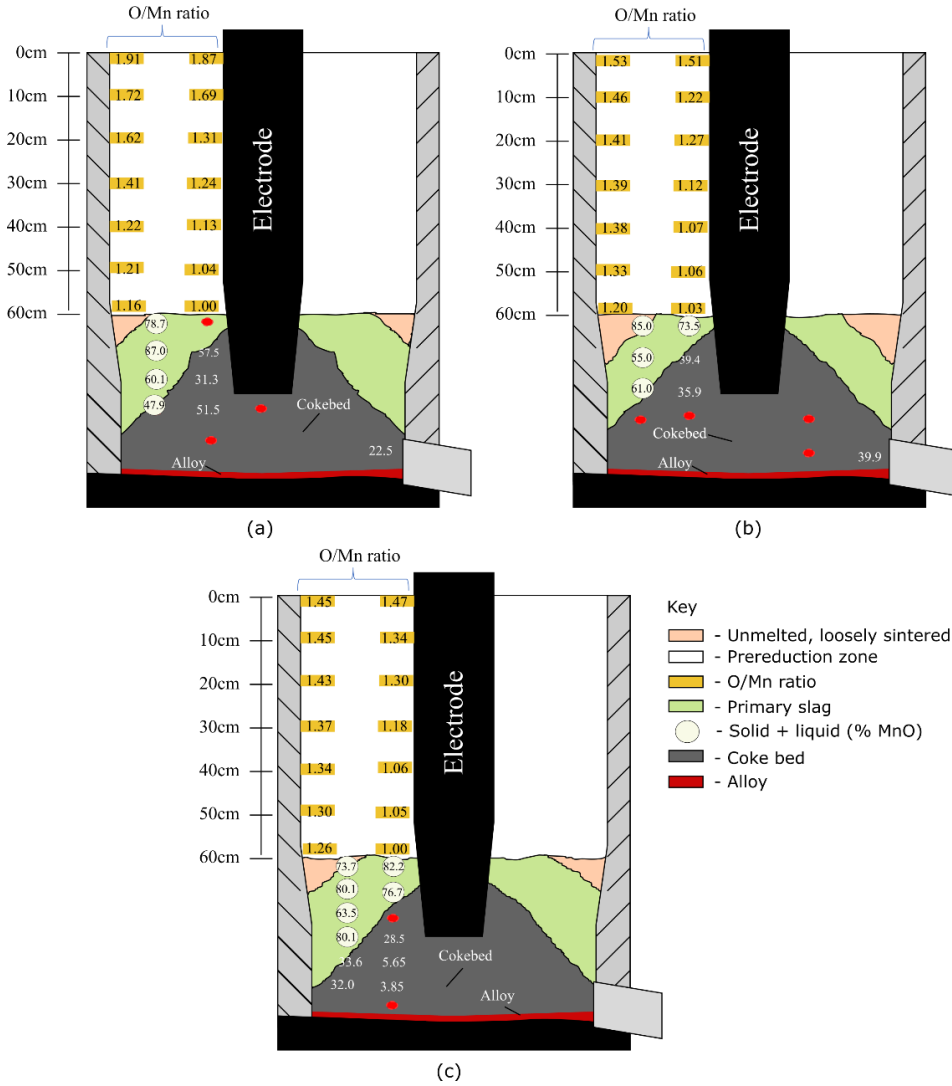 O/Mn ratio
0cm 1.91 1.87
10cm 1.72 1.69
20cm 1.62 1.31
30cm 1.41 1.24
40cm 1.22 1.13
50cm 1.21 1.04
60cm 1.16 1.00
Electrode
78.7
87.0 57.5
60.1 31.3
47.9 51.5
Cokebed
22.5
Alloy
(a)
O/Mn ratio
0cm 1.53 1.51
10cm 1.46 1.22
20cm 1.41 1.27
30cm 1.39 1.12
40cm 1.38 1.07
50cm 1.33 1.06
60cm 1.20 1.03
Electrode
85.0 73.5
55.0 39.4
61.0 35.9
Cokebed
39.9
Alloy
(b)
O/Mn ratio
0cm 1.45 1.47
10cm 1.45 1.34
20cm 1.43 1.30
30cm 1.37 1.18
40cm 1.34 1.06
50cm 1.30 1.05
60cm 1.26 1.00
Electrode
73.7 82.2
80.1 76.7
63.5
80.1 28.5
33.6 5.65
32.0 3.85
Cokebed
Alloy
(c)
Key
- Unmelted, loosely sintered
- Prereduction zone
- O/Mn ratio
- Primary slag
- Solid + liquid (% MnO)
- Coke bed
- Alloy